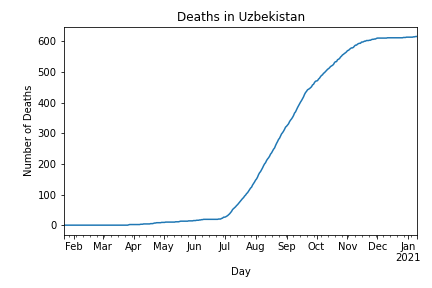 Deaths in Uzbekistan
Number of Deaths
600
500
400
300
200
100
0
Feb Mar Apr May Jun Jul Aug Sep Oct Nov Dec Jan
2021
Day